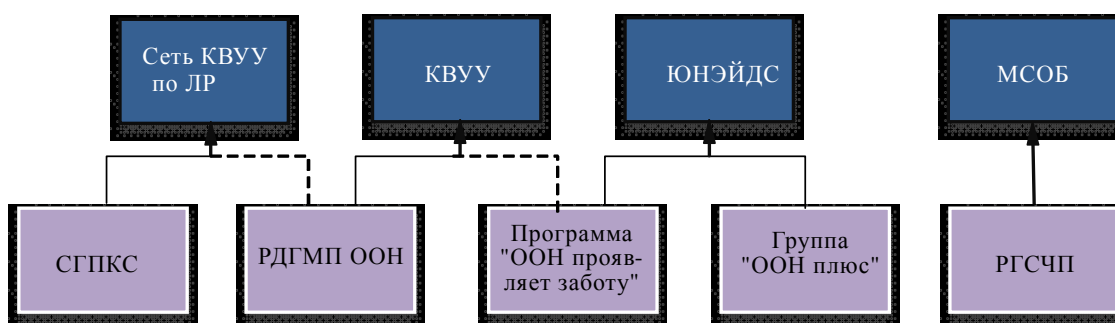 Сеть КВУУ
по ЛР
КВУУ
ЮНЭЙДС
МСОБ
СГПКС
РДГМП ООН
Программа
"ООН прояв-
ляет заботу"
Группа
"ООН плюс"
РГСЧП